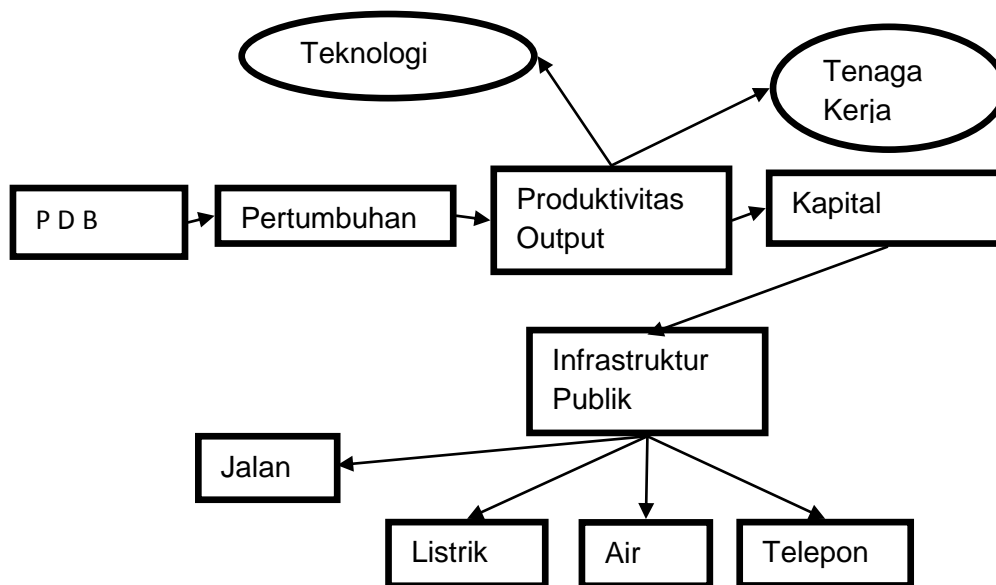 Teknologi
Tenaga
Kerja
P D B
Pertumbuhan
Produktivitas
Output
Kapital
Infrastruktur
Publik
Jalan
Listrik
Air
Telepon